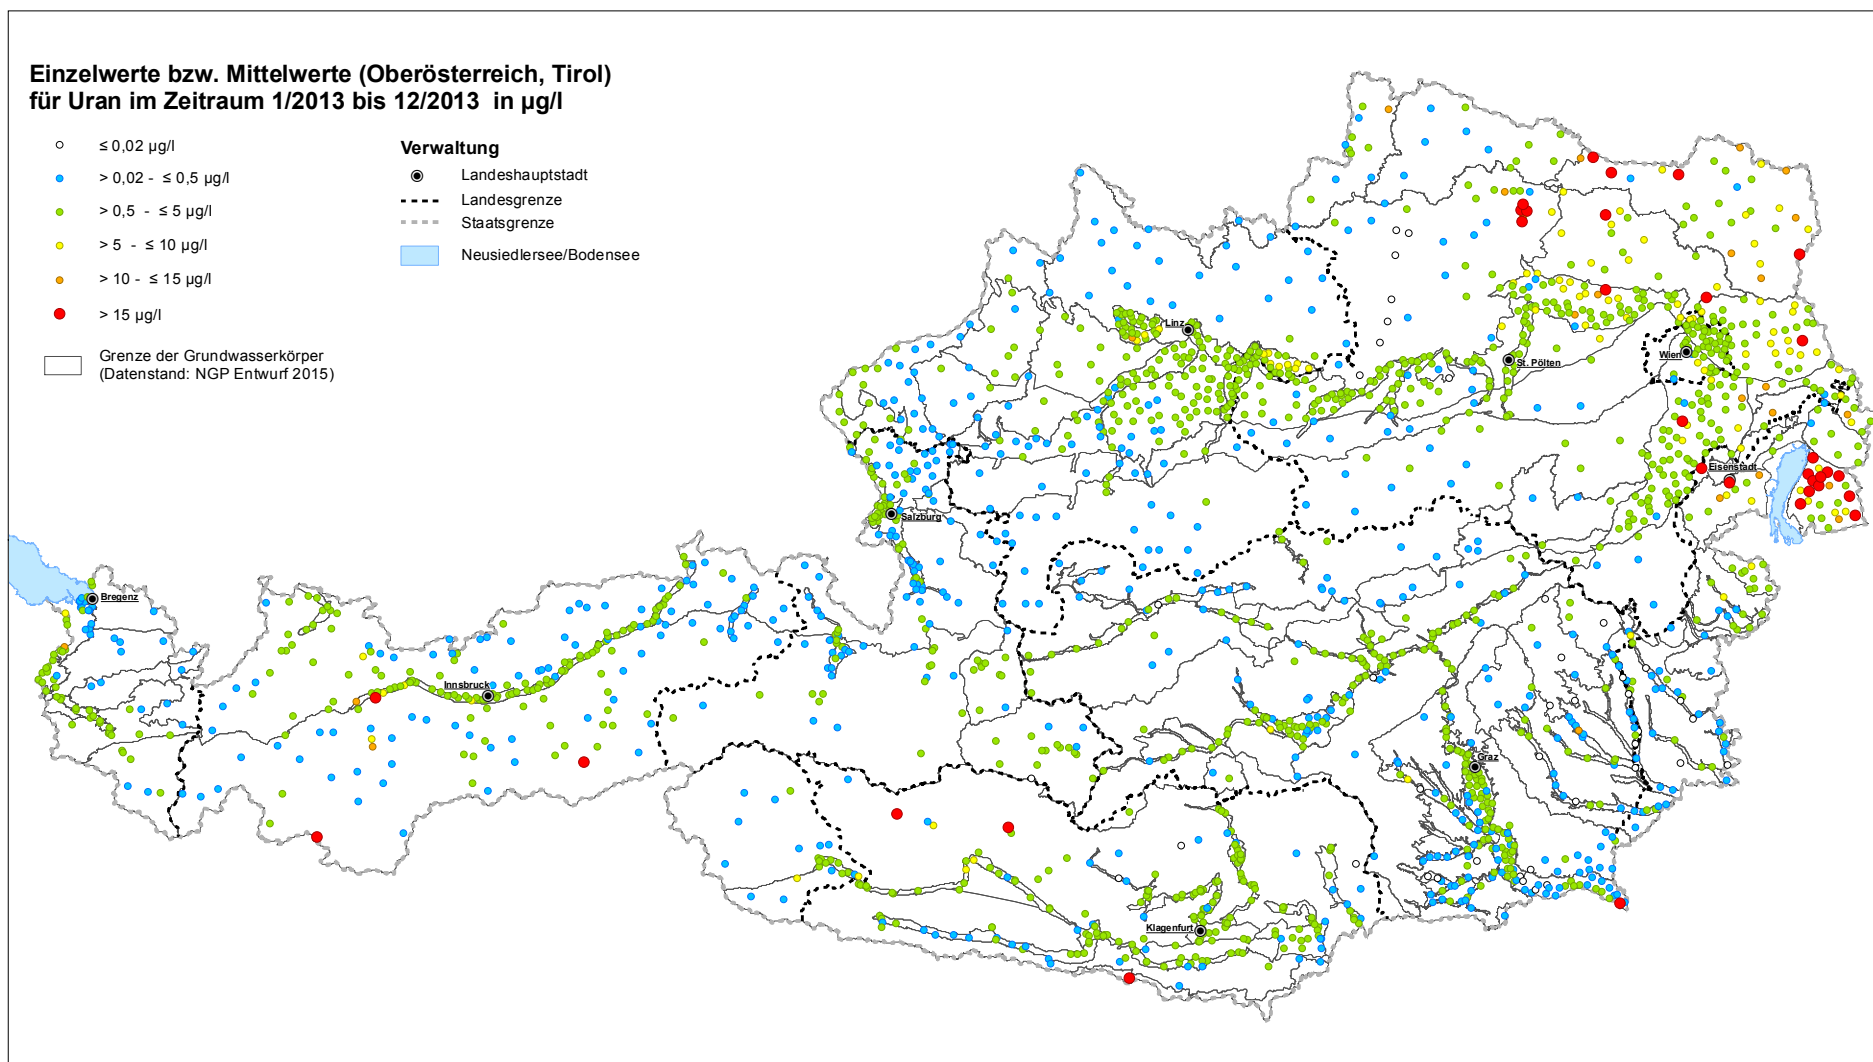 Einzelwerte bzw. Mittelwerte (Oberösterreich, Tirol)
für Uran im Zeitraum 1/2013 bis 12/2013 in µg/l
≤ 0,02 µg/l
> 0,02 - ≤ 0,5 µg/l
> 0,5 - ≤ 5 µg/l
> 5 - ≤ 10 µg/l
> 10 - ≤ 15 µg/l
> 15 µg/l
Grenze der Grundwasserkörper
(Datenstand: NGP Entwurf 2015)
Verwaltung
Landeshauptstadt
Landesgrenze
Staatsgrenze
Neusiedlersee/Bodensee
Linz
St. Pölten
Wien
Eisenstadt
Salzburg
Bregenz
Innsbruck
Graz
Klagenfurt